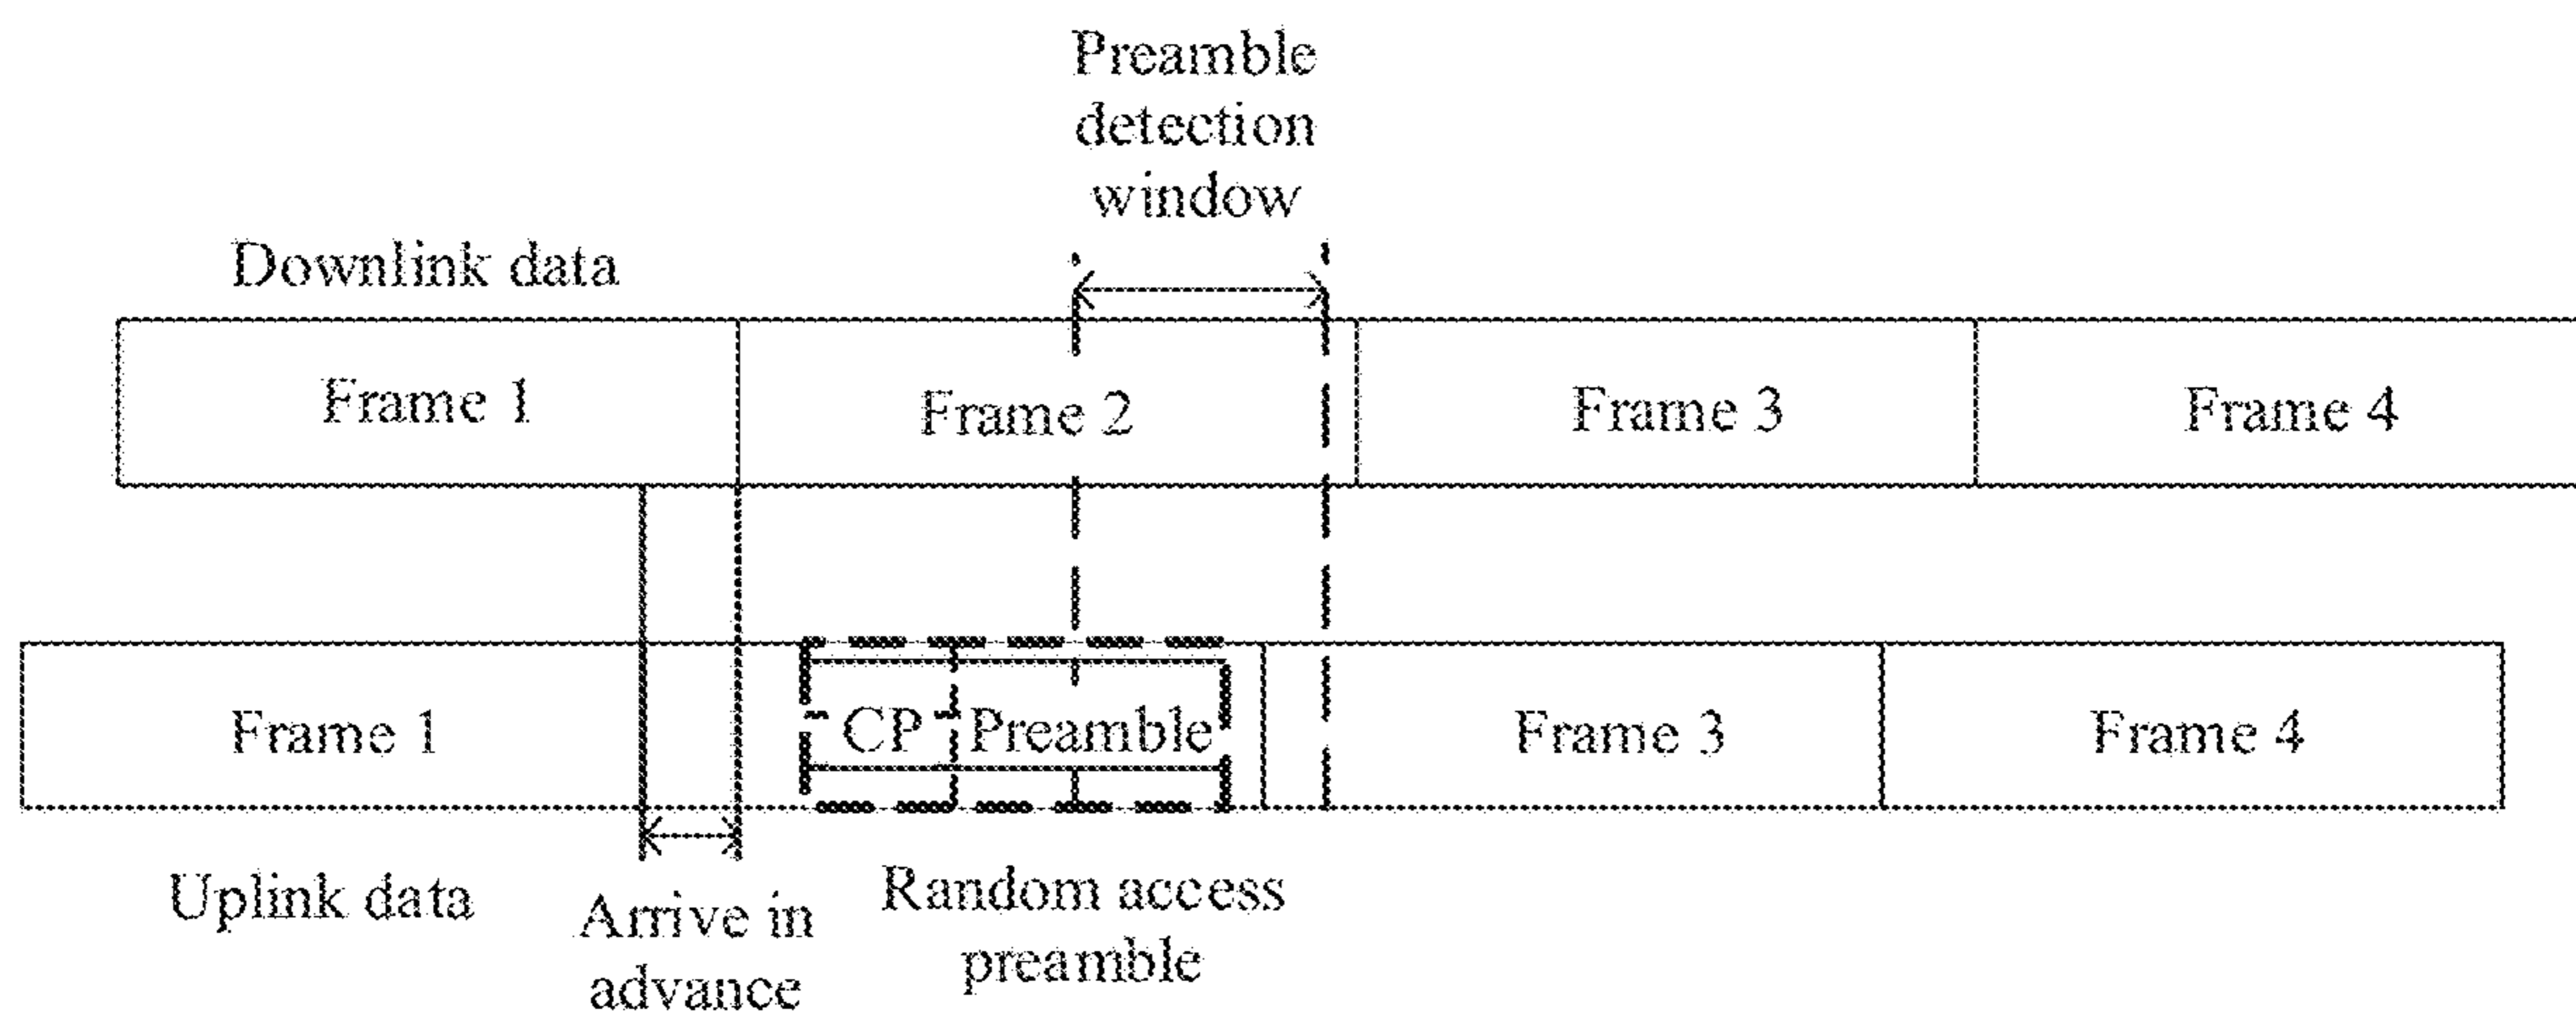 Preamble
detection
window
Downlink data
Frame 1
Frame 2
Frame 3
Frame 4
Frame 1
CP
Preamble
Frame 3
Frame 4
Uplink data
Arrive in
advance
Random access
preamble